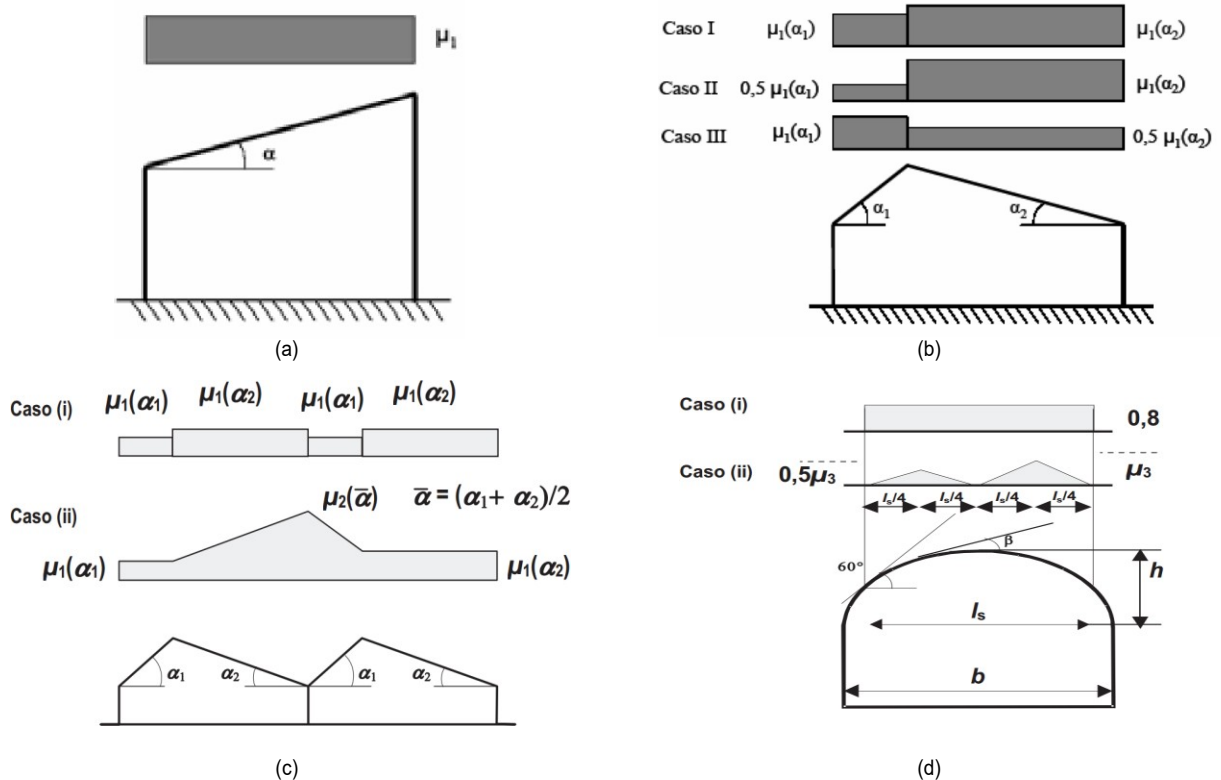 μ₁
α
(a)
Caso I μ₁(α₁) μ₁(α₂)
Caso II 0,5 μ₁(α₁) μ₁(α₂)
Caso III μ₁(α₁) 0,5 μ₁(α₂)
α₁ α₂
(b)
Caso (i) μ₁(α₁) μ₁(α₂) μ₁(α₁) μ₁(α₂)
μ₂(ᾱ) ᾱ = (α₁+ α₂)/2
Caso (ii)
μ₁(α₁) μ₁(α₂)
α₁ α₂ α₁ α₂
(c)
Caso (i) 0,8
Caso (ii) 0,5μ₃ μ₃
lₛ/4 lₛ/4 lₛ/4 lₛ/4
β
60°
h
lₛ
b
(d)